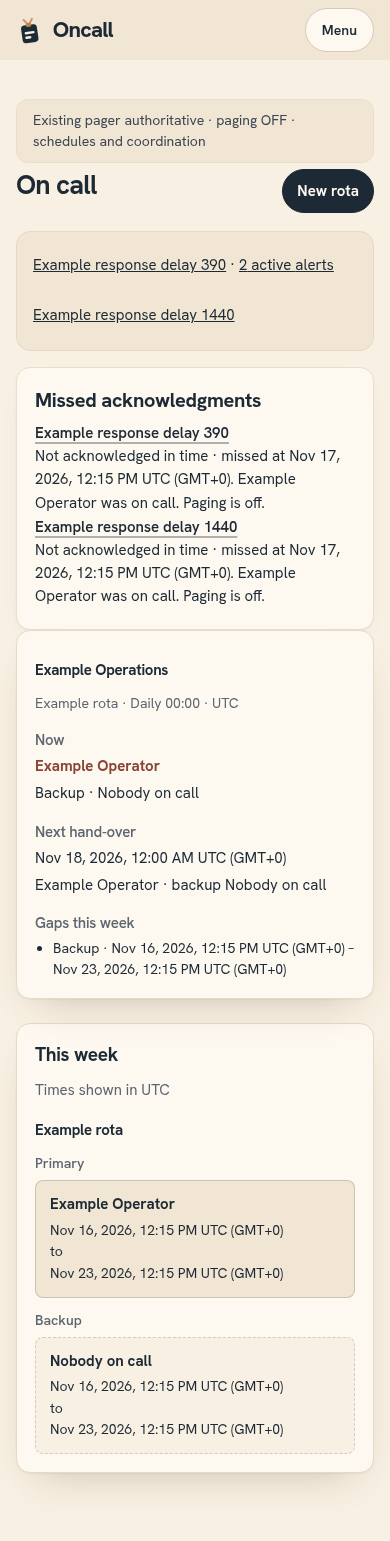 Oncall
Menu
Existing pager authoritative · paging OFF ·
schedules and coordination
On call
New rota
Example response delay 390 · 2 active alerts
Example response delay 1440
Missed acknowledgments
Example response delay 390
Not acknowledged in time · missed at Nov 17,
2026, 12:15 PM UTC (GMT+0). Example
Operator was on call. Paging is off.
Example response delay 1440
Not acknowledged in time · missed at Nov 17,
2026, 12:15 PM UTC (GMT+0). Example
Operator was on call. Paging is off.
Example Operations
Example rota · Daily 00:00 · UTC
Now
Example Operator
Backup · Nobody on call
Next hand-over
Nov 18, 2026, 12:00 AM UTC (GMT+0)
Example Operator · backup Nobody on call
Gaps this week
• Backup · Nov 16, 2026, 12:15 PM UTC (GMT+0) –
Nov 23, 2026, 12:15 PM UTC (GMT+0)
This week
Times shown in UTC
Example rota
Primary
Example Operator
Nov 16, 2026, 12:15 PM UTC (GMT+0)
to
Nov 23, 2026, 12:15 PM UTC (GMT+0)
Backup
Nobody on call
Nov 16, 2026, 12:15 PM UTC (GMT+0)
to
Nov 23, 2026, 12:15 PM UTC (GMT+0)